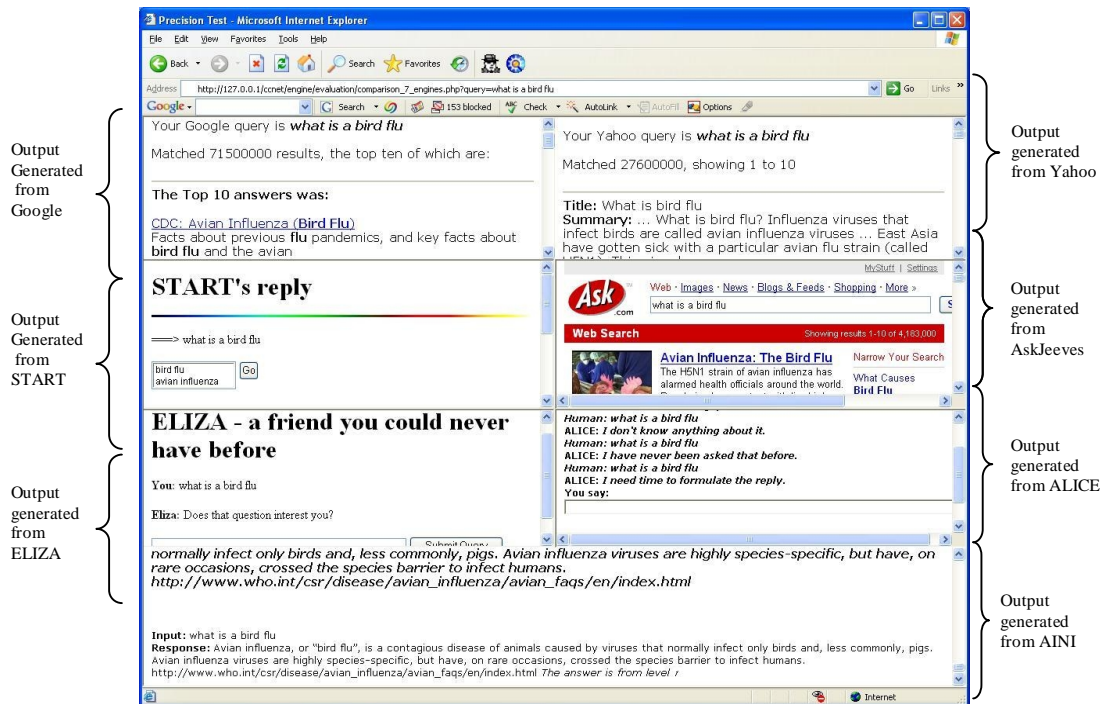 Precision Test - Microsoft Internet Explorer
File Edit View Favorites Tools Help
Back Search Favorites
Address http://127.0.0.1/ccnet/engine/evaluation/comparison_7_engines.php?query=what is a bird flu Go Links »
Google Search 153 blocked Check AutoLink AutoFill Options
Output
Generated
from
Google
Your Google query is what is a bird flu
Matched 71500000 results, the top ten of which are:
The Top 10 answers was:
CDC: Avian Influenza (Bird Flu)
Facts about previous flu pandemics, and key facts about
bird flu and the avian
Your Yahoo query is what is a bird flu
Matched 27600000, showing 1 to 10
Title: What is bird flu
Summary: ... What is bird flu? Influenza viruses that
infect birds are called avian influenza viruses ... East Asia
have gotten sick with a particular avian flu strain (called
Output
generated
from Yahoo
Output
Generated
from
START
START's reply
===> what is a bird flu
bird flu
avian influenza
Go
MyStuff | Settings
Ask.com
Web · Images · News · Blogs & Feeds · Shopping · More »
what is a bird flu
S
Web Search Showing results 1-10 of 4,183,000
Avian Influenza: The Bird Flu
The H5N1 strain of avian influenza has
alarmed health officials around the world.
Narrow Your Search
What Causes
Bird Flu
Output
generated
from
AskJeeves
Output
generated
from
ELIZA
ELIZA - a friend you could never
have before
You: what is a bird flu
Eliza: Does that question interest you?
Submit Query
Human: what is a bird flu
ALICE: I don't know anything about it.
Human: what is a bird flu
ALICE: I have never been asked that before.
Human: what is a bird flu
ALICE: I need time to formulate the reply.
You say:
Output
generated
from ALICE
normally infect only birds and, less commonly, pigs. Avian influenza viruses are highly species-specific, but have, on
rare occasions, crossed the species barrier to infect humans.
http://www.who.int/csr/disease/avian_influenza/avian_faqs/en/index.html
Input: what is a bird flu
Response: Avian influenza, or "bird flu", is a contagious disease of animals caused by viruses that normally infect only birds and, less commonly, pigs.
Avian influenza viruses are highly species-specific, but have, on rare occasions, crossed the species barrier to infect humans.
http://www.who.int/csr/disease/avian_influenza/avian_faqs/en/index.html The answer is from level
Output
generated
from AINI
Internet